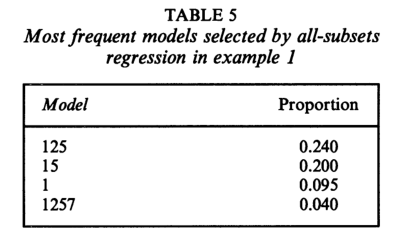 TABLE 5
Most frequent models selected by all-subsets
regression in example 1
Model Proportion
125 0.240
15 0.200
1 0.095
1257 0.040